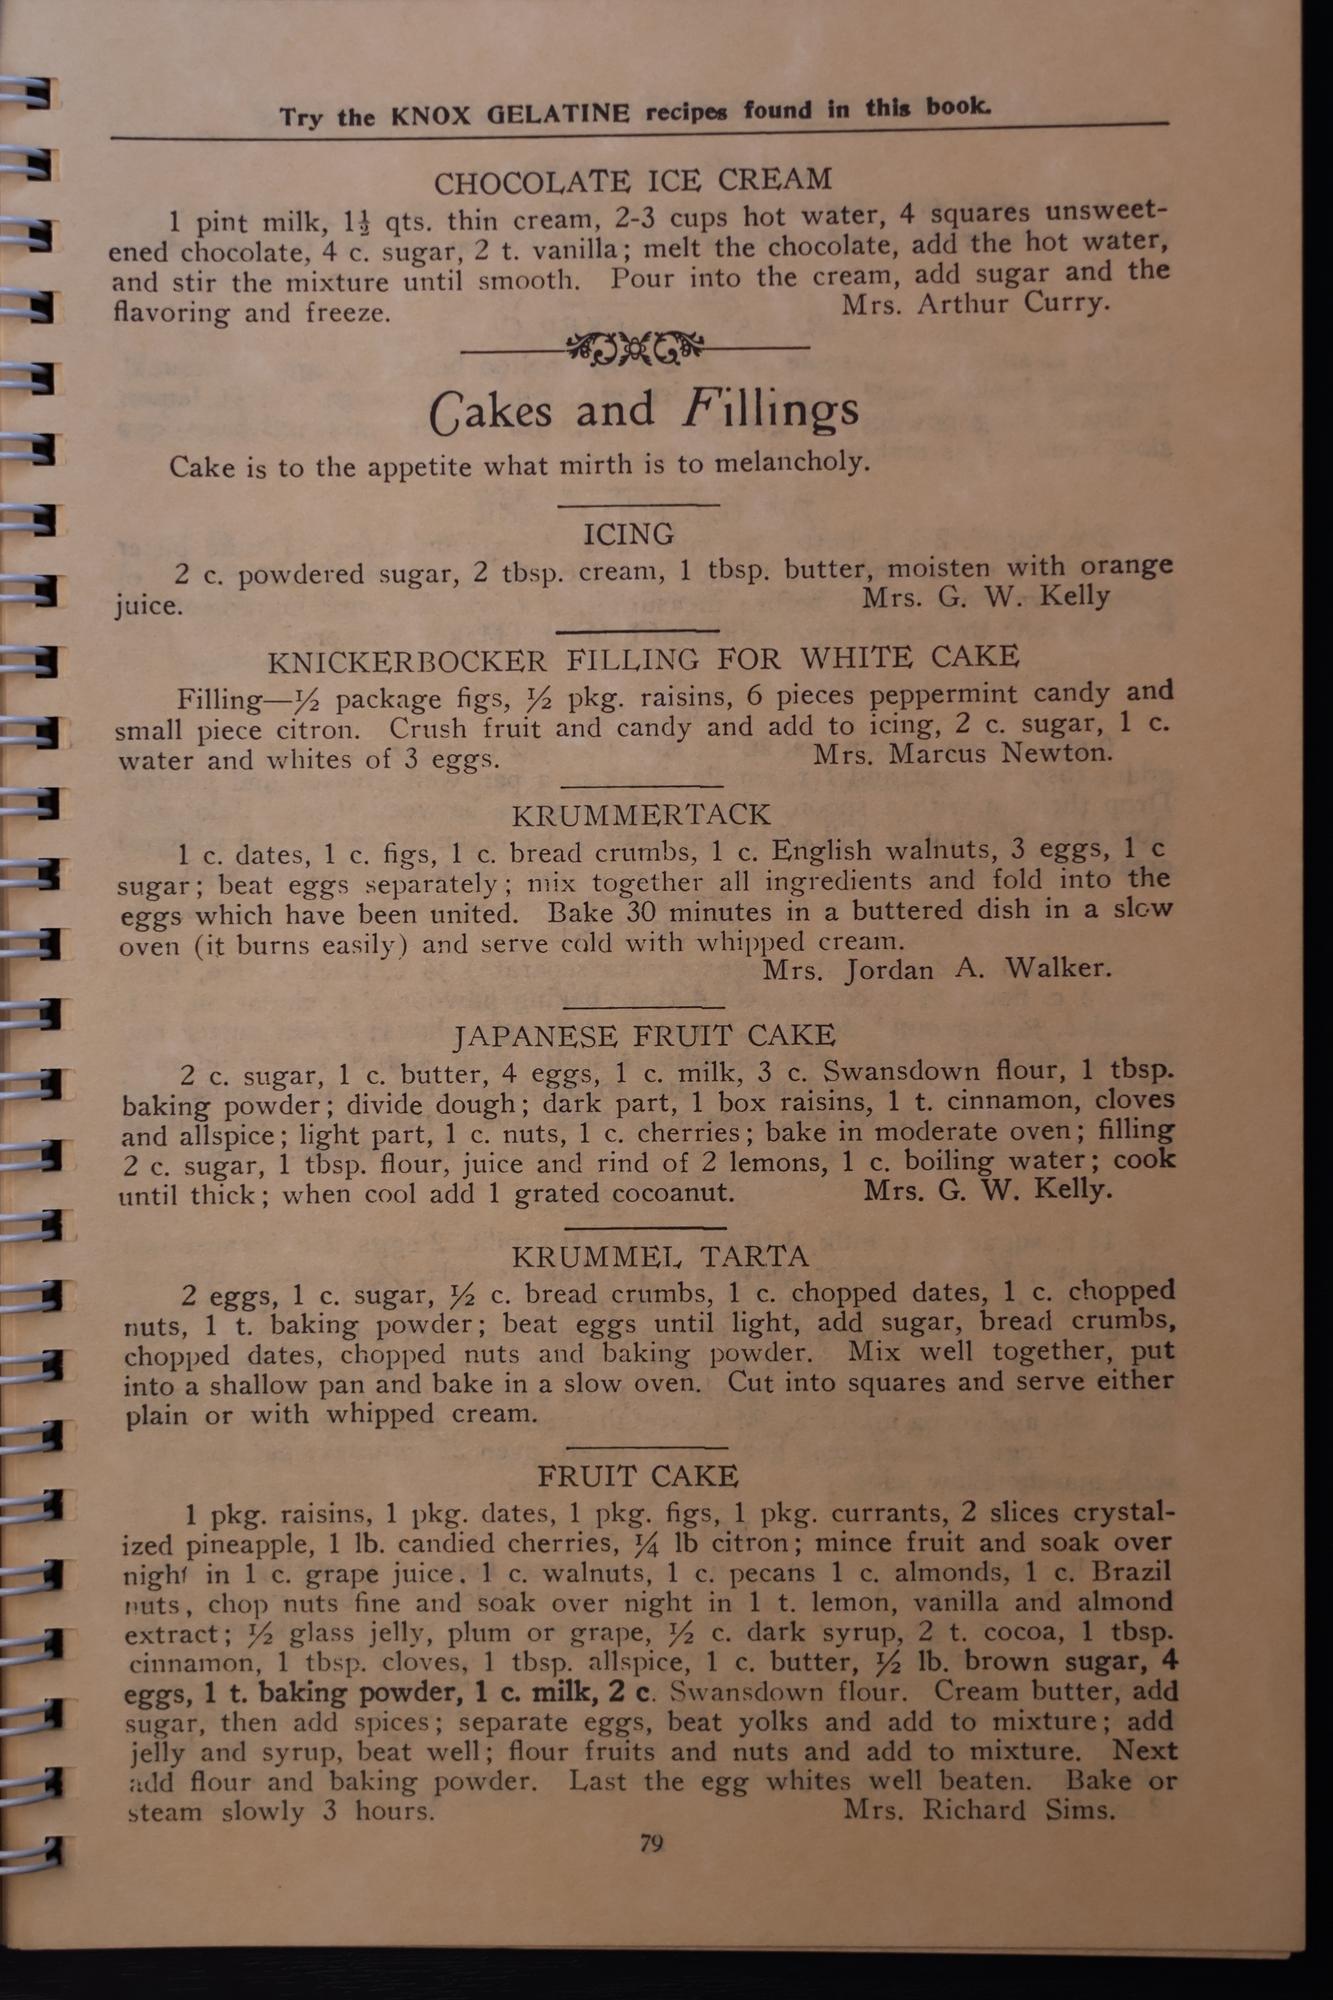 Try the KNOX GELATINE recipes found in this book.
CHOCOLATE ICE CREAM
1 pint milk, 1½ qts. thin cream, 2-3 cups hot water, 4 squares unsweet-
ened chocolate, 4 c. sugar, 2 t. vanilla; melt the chocolate, add the hot water,
and stir the mixture until smooth. Pour into the cream, add sugar and the
flavoring and freeze. Mrs. Arthur Curry.
Cakes and Fillings
Cake is to the appetite what mirth is to melancholy.
ICING
2 c. powdered sugar, 2 tbsp. cream, 1 tbsp. butter, moisten with orange
juice. Mrs. G. W. Kelly
KNICKERBOCKER FILLING FOR WHITE CAKE
Filling—½ package figs, ½ pkg. raisins, 6 pieces peppermint candy and
small piece citron. Crush fruit and candy and add to icing, 2 c. sugar, 1 c.
water and whites of 3 eggs. Mrs. Marcus Newton.
KRUMMERTACK
1 c. dates, 1 c. figs, 1 c. bread crumbs, 1 c. English walnuts, 3 eggs, 1 c
sugar; beat eggs separately; mix together all ingredients and fold into the
eggs which have been united. Bake 30 minutes in a buttered dish in a slow
oven (it burns easily) and serve cold with whipped cream.
Mrs. Jordan A. Walker.
JAPANESE FRUIT CAKE
2 c. sugar, 1 c. butter, 4 eggs, 1 c. milk, 3 c. Swansdown flour, 1 tbsp.
baking powder; divide dough; dark part, 1 box raisins, 1 t. cinnamon, cloves
and allspice; light part, 1 c. nuts, 1 c. cherries; bake in moderate oven; filling
2 c. sugar, 1 tbsp. flour, juice and rind of 2 lemons, 1 c. boiling water; cook
until thick; when cool add 1 grated cocoanut. Mrs. G. W. Kelly.
KRUMMEL TARTA
2 eggs, 1 c. sugar, ½ c. bread crumbs, 1 c. chopped dates, 1 c. chopped
nuts, 1 t. baking powder; beat eggs until light, add sugar, bread crumbs,
chopped dates, chopped nuts and baking powder. Mix well together, put
into a shallow pan and bake in a slow oven. Cut into squares and serve either
plain or with whipped cream.
FRUIT CAKE
1 pkg. raisins, 1 pkg. dates, 1 pkg. figs, 1 pkg. currants, 2 slices crystal-
ized pineapple, 1 lb. candied cherries, ¼ lb citron; mince fruit and soak over
night in 1 c. grape juice. 1 c. walnuts, 1 c. pecans 1 c. almonds, 1 c. Brazil
nuts, chop nuts fine and soak over night in 1 t. lemon, vanilla and almond
extract; ½ glass jelly, plum or grape, ½ c. dark syrup, 2 t. cocoa, 1 tbsp.
cinnamon, 1 tbsp. cloves, 1 tbsp. allspice, 1 c. butter, ½ lb. brown sugar, 4
eggs, 1 t. baking powder, 1 c. milk, 2 c. Swansdown flour. Cream butter, add
sugar, then add spices; separate eggs, beat yolks and add to mixture; add
jelly and syrup, beat well; flour fruits and nuts and add to mixture. Next
add flour and baking powder. Last the egg whites well beaten. Bake or
steam slowly 3 hours. Mrs. Richard Sims.
79